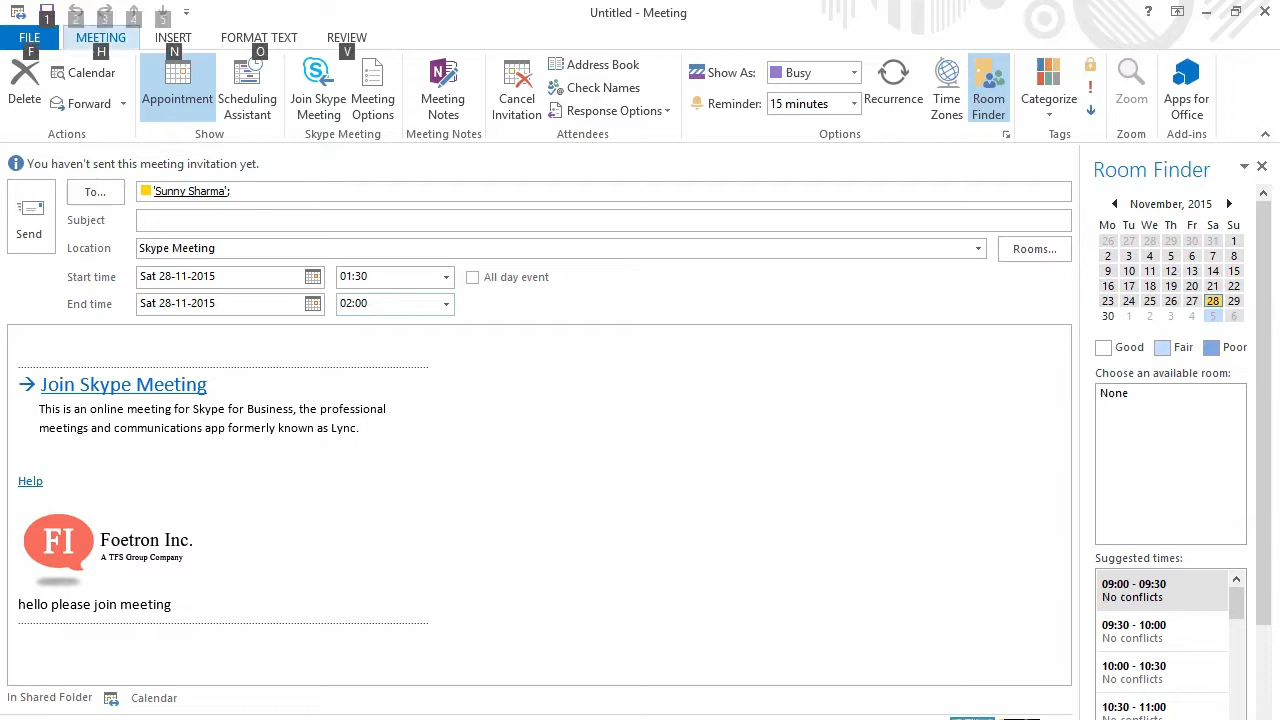 Untitled - Meeting
?
1 2 3 4 5
FILE MEETING INSERT FORMAT TEXT REVIEW
F H N O V
Delete
Calendar
Forward
Actions
Appointment
Scheduling Assistant
Show
Join Skype Meeting
Meeting Options
Skype Meeting
Meeting Notes
Meeting Notes
Cancel Invitation
Address Book
Check Names
Response Options
Attendees
Show As: Busy
Reminder: 15 minutes
Recurrence
Time Zones
Room Finder
Options
Categorize
Tags
Zoom
Zoom
Apps for Office
Add-ins
You haven't sent this meeting invitation yet.
Send
To... 'Sunny Sharma';
Subject
Location Skype Meeting Rooms...
Start time Sat 28-11-2015 01:30 All day event
End time Sat 28-11-2015 02:00
Join Skype Meeting
This is an online meeting for Skype for Business, the professional
meetings and communications app formerly known as Lync.
Help
FI Foetron Inc.
A TFS Group Company
hello please join meeting
In Shared Folder Calendar
Room Finder
November, 2015
Mo Tu We Th Fr Sa Su
26 27 28 29 30 31 1
2 3 4 5 6 7 8
9 10 11 12 13 14 15
16 17 18 19 20 21 22
23 24 25 26 27 28 29
30 1 2 3 4 5 6
Good Fair Poor
Choose an available room:
None
Suggested times:
09:00 - 09:30
No conflicts
09:30 - 10:00
No conflicts
10:00 - 10:30
No conflicts
10:30 - 11:00